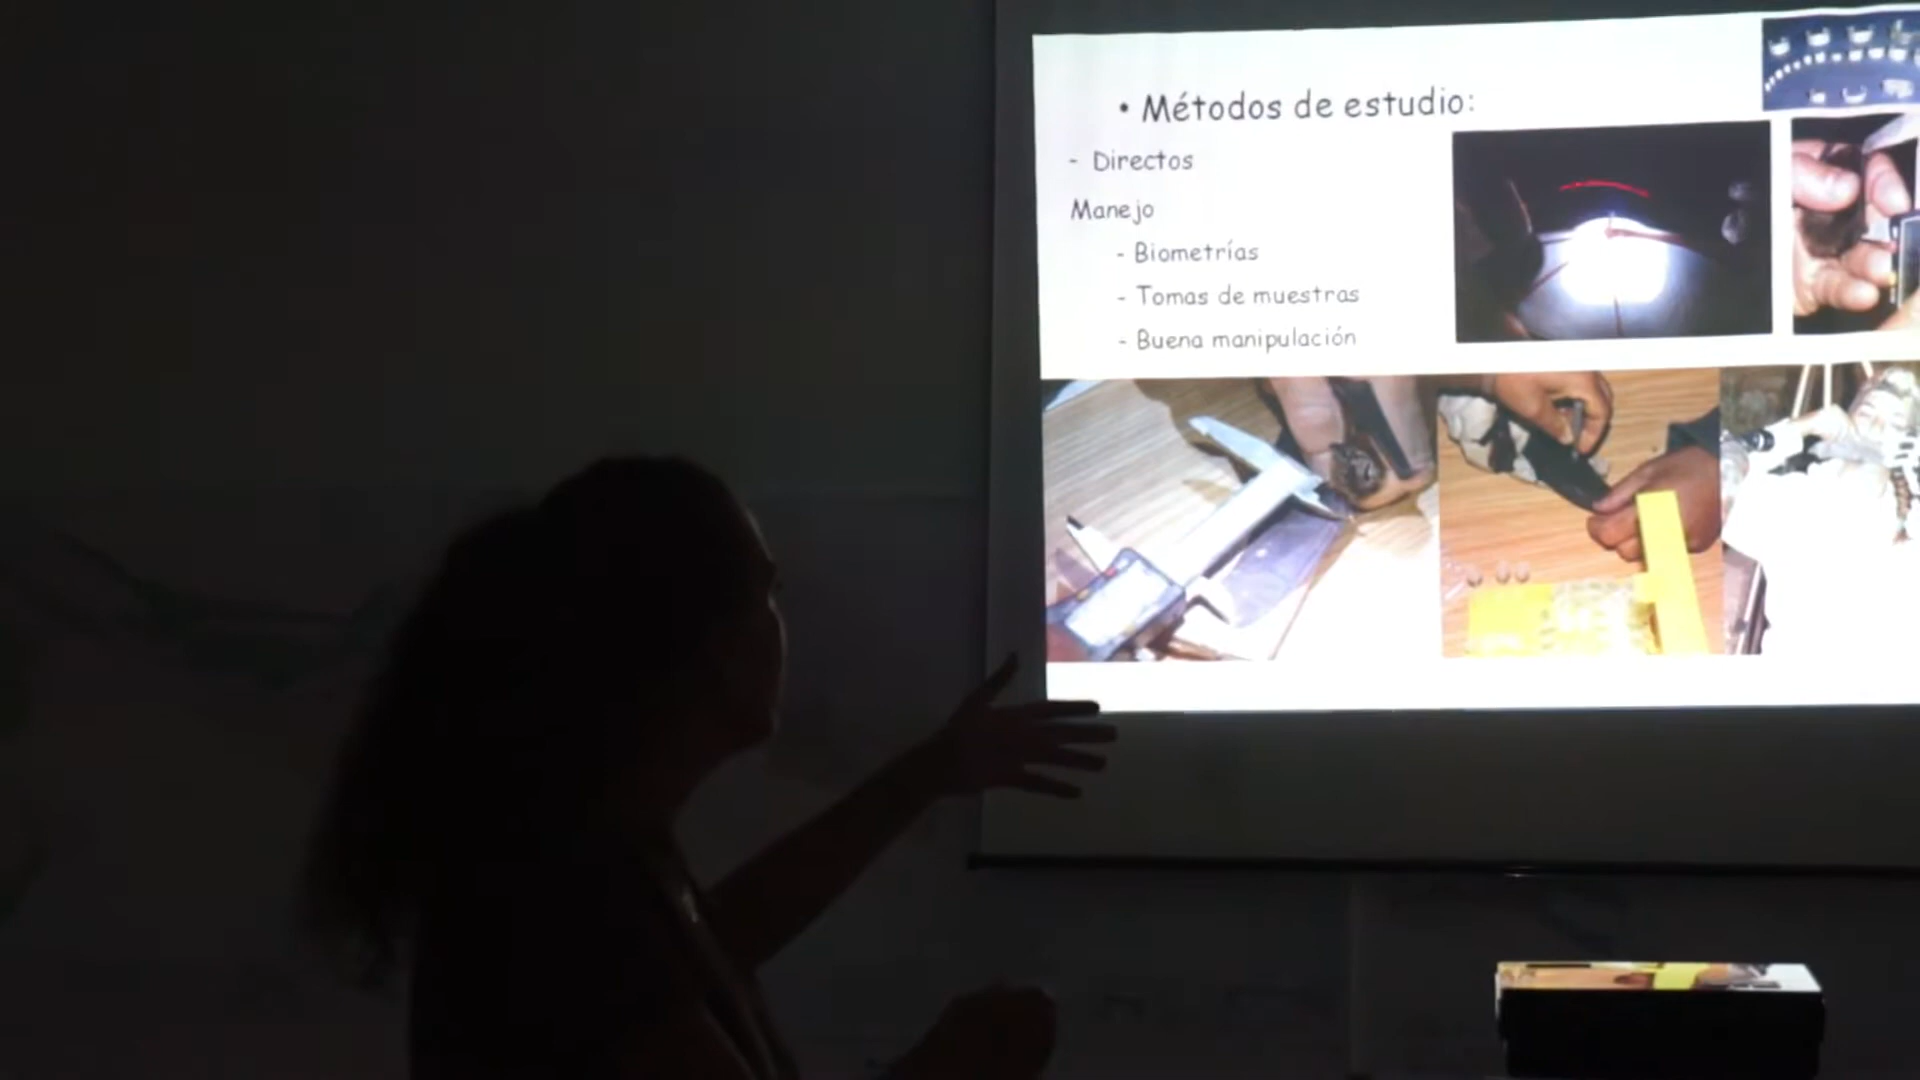 • Métodos de estudio:
- Directos
Manejo
- Biometrías
- Tomas de muestras
- Buena manipulación